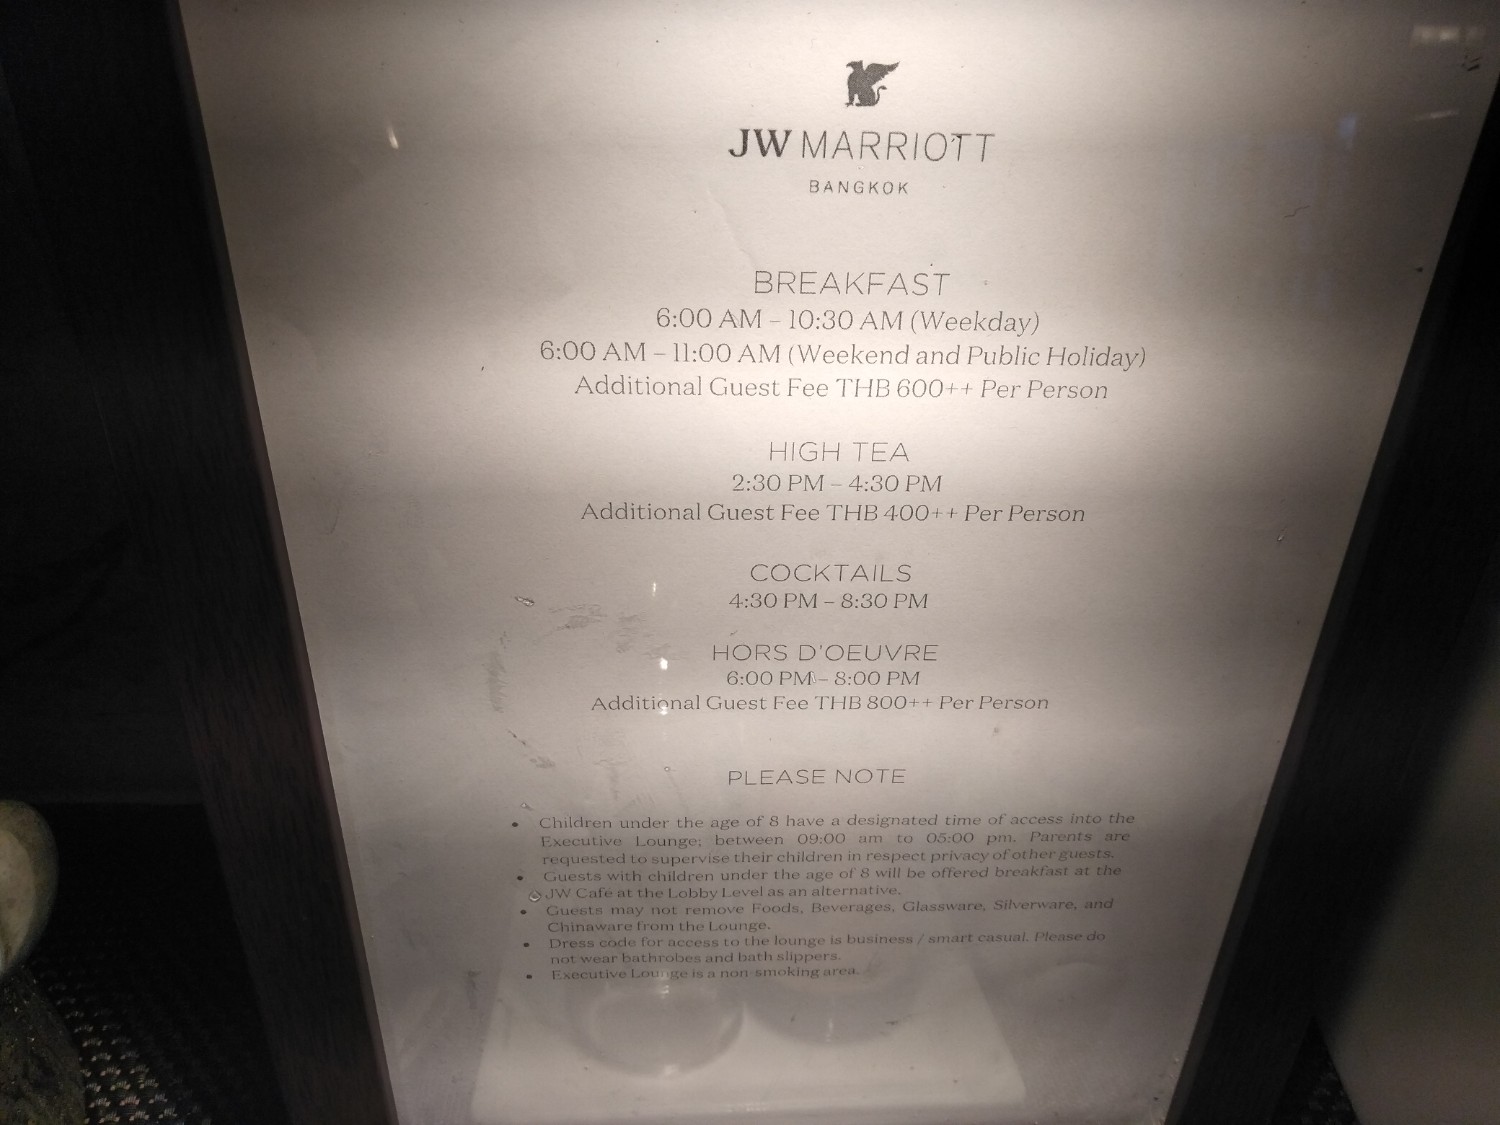 JW MARRIOTT
BANGKOK
BREAKFAST
6:00 AM – 10:30 AM (Weekday)
6:00 AM – 11:00 AM (Weekend and Public Holiday)
Additional Guest Fee THB 600++ Per Person
HIGH TEA
2:30 PM – 4:30 PM
Additional Guest Fee THB 400++ Per Person
COCKTAILS
4:30 PM – 8:30 PM
HORS D'OEUVRE
6:00 PM – 8:00 PM
Additional Guest Fee THB 800++ Per Person
PLEASE NOTE
• Children under the age of 8 have a designated time of access into the
Executive Lounge; between 09:00 am to 05:00 pm. Parents are
requested to supervise their children in respect privacy of other guests.
• Guests with children under the age of 8 will be offered breakfast at the
JW Café at the Lobby Level as an alternative.
• Guests may not remove Foods, Beverages, Glassware, Silverware, and
Chinaware from the Lounge.
• Dress code for access to the lounge is business / smart casual. Please do
not wear bathrobes and bath slippers.
• Executive Lounge is a non-smoking area.